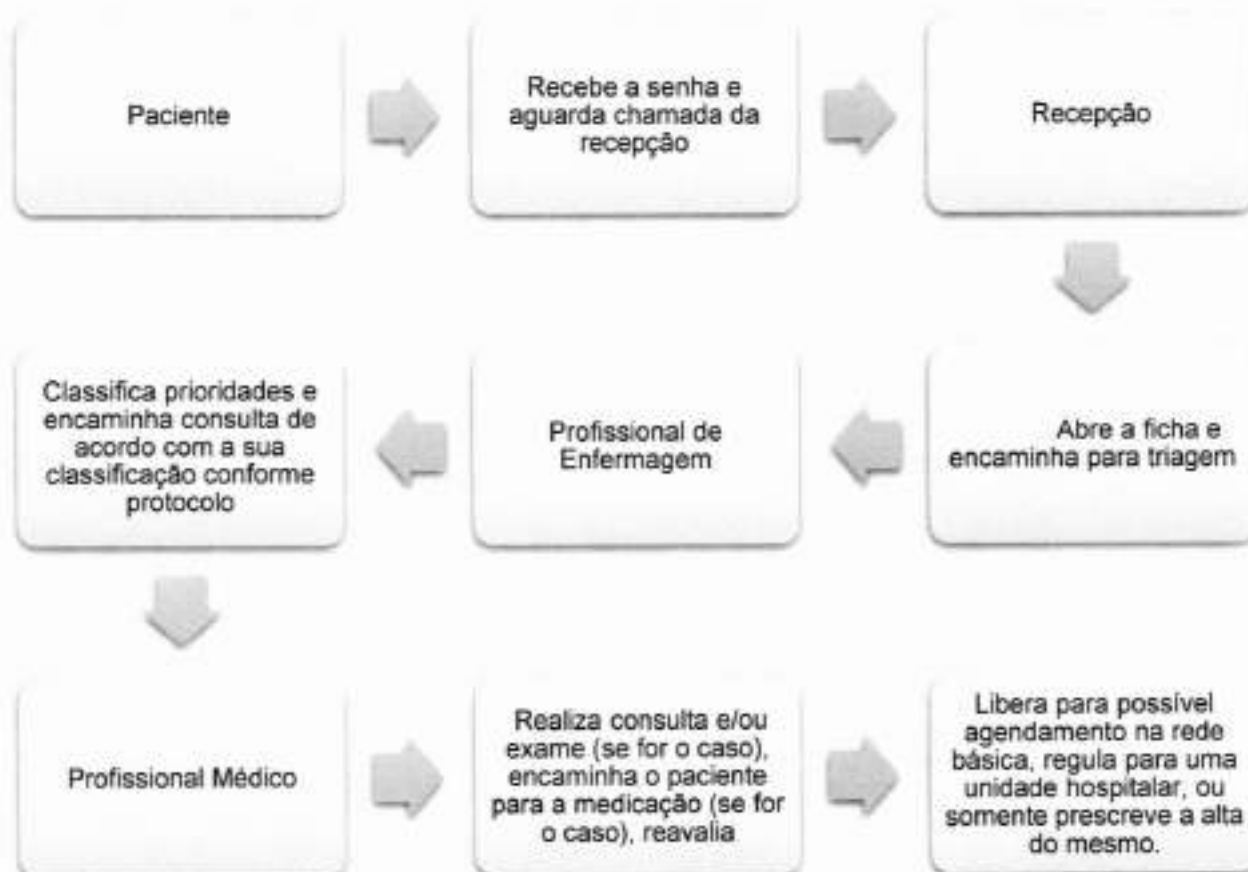 Paciente
Recebe a senha e
aguarda chamada da
recepção
Recepção
Abre a ficha e
encaminha para triagem
Profissional de
Enfermagem
Classifica prioridades e
encaminha consulta de
acordo com a sua
classificação conforme
protocolo
Profissional Médico
Realiza consulta e/ou
exame (se for o caso),
encaminha o paciente
para a medicação (se for
o caso), reavalia
Libera para possível
agendamento na rede
básica, regula para uma
unidade hospitalar, ou
somente prescreve a alta
do mesmo.